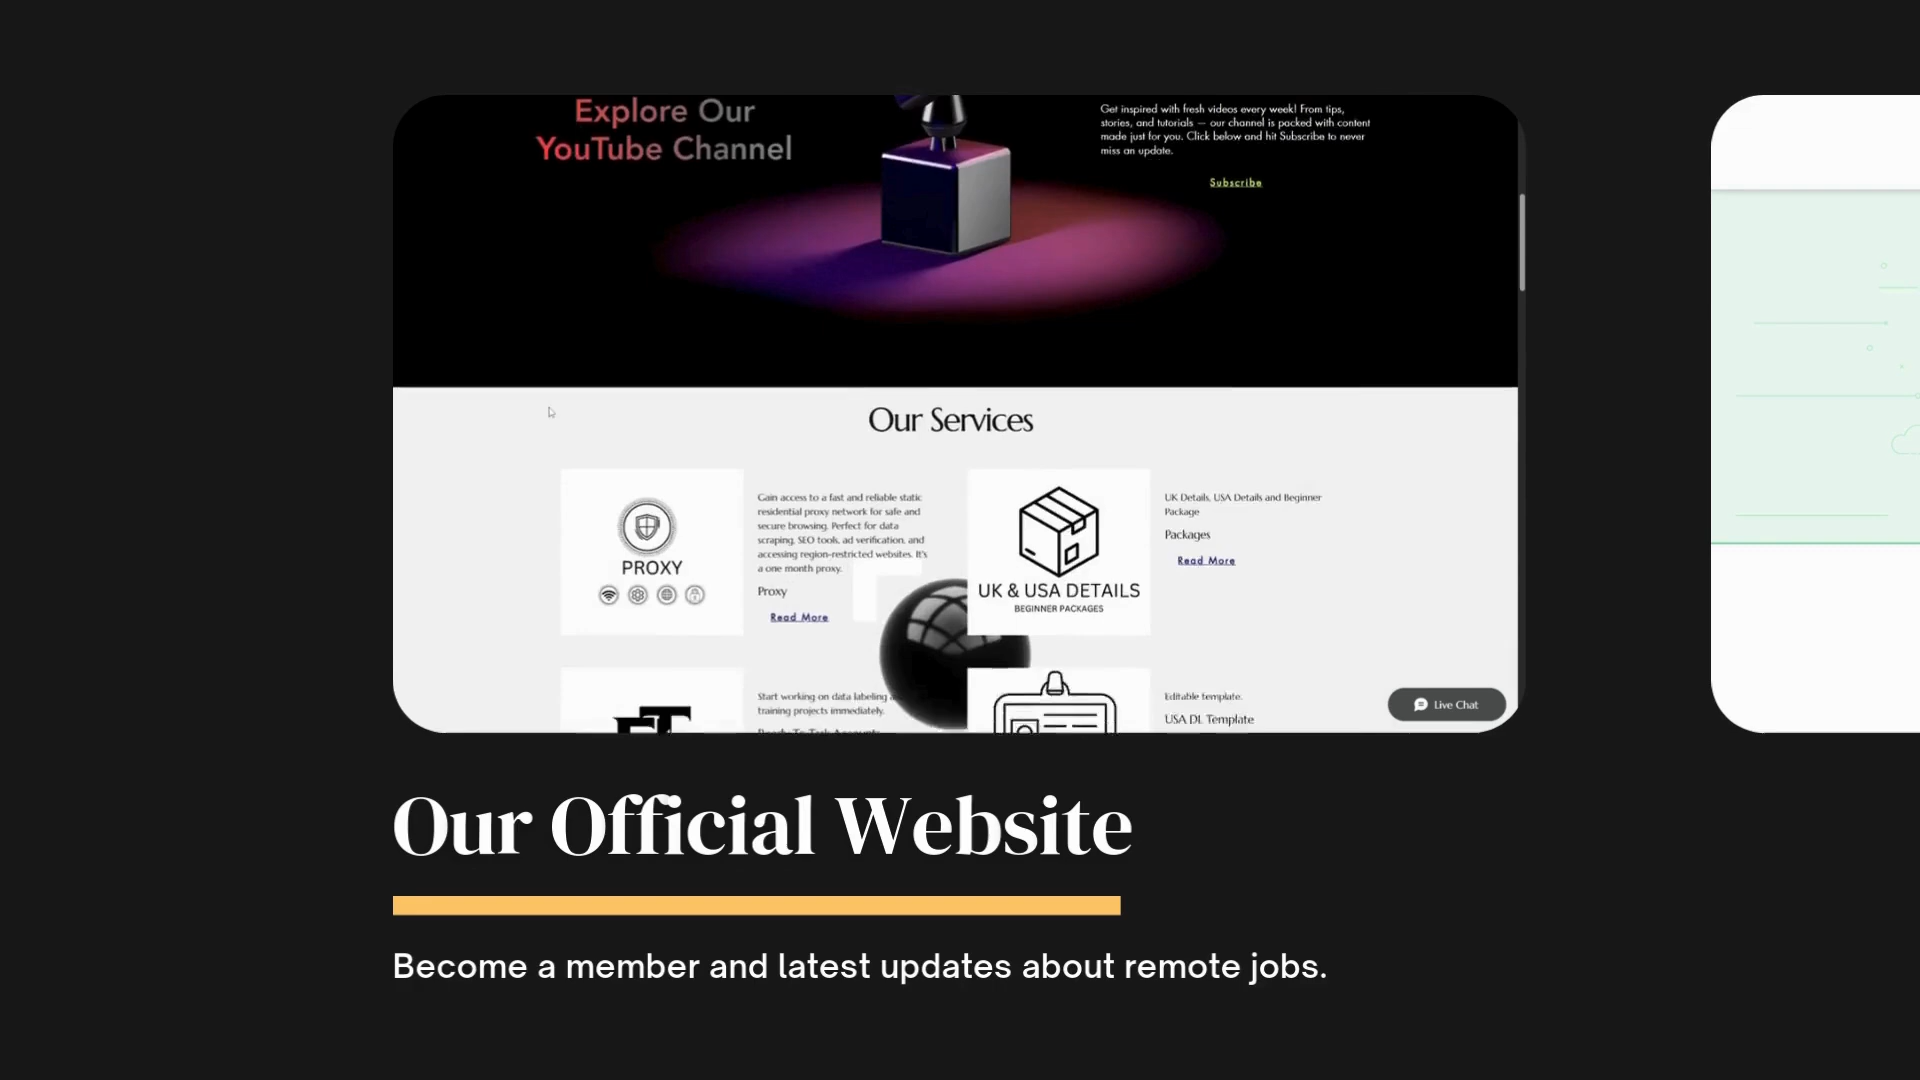 Explore Our
YouTube Channel
Get inspired with fresh videos every week! From tips,
stories, and tutorials — our channel is packed with content
made just for you. Click below and hit Subscribe to never
miss an update.
Subscribe
Our Services
PROXY
Gain access to a fast and reliable static
residential proxy network for safe and
secure browsing. Perfect for data
scraping, SEO tools, ad verification, and
accessing region-restricted websites. It's
a one month proxy.
Proxy
Read More
UK & USA DETAILS
BEGINNER PACKAGES
UK Details, USA Details and Beginner
Package
Packages
Read More
Start working on data labeling
training projects immediately.
Ready To Task Accounts
Editable template.
USA DL Template
Live Chat
Our Official Website
Become a member and latest updates about remote jobs.